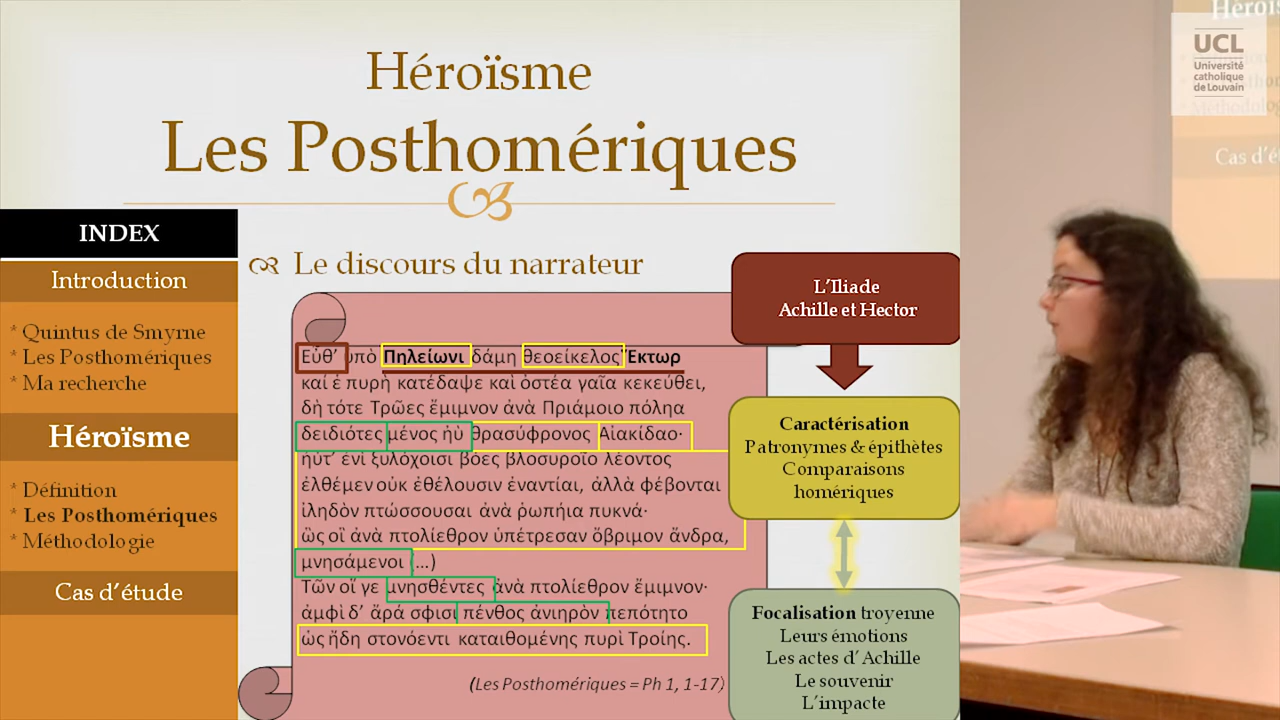 Héroïsme
Les Posthomériques
INDEX
Introduction
* Quintus de Smyrne
* Les Posthomériques
* Ma recherche
Héroïsme
* Définition
* Les Posthomériques
* Méthodologie
Cas d'étude
Le discours du narrateur
Εὖθ' ὑπὸ Πηλείωνι δάμη θεοείκελος Ἕκτωρ
καί ἑ πυρὴ κατέδαψε καὶ ὀστέα γαῖα κεκεύθει,
δὴ τότε Τρῶες ἔμιμνον ἀνὰ Πριάμοιο πόληα
δειδιότες μένος ἠὺ θρασύφρονος Αἰακίδαο·
ἠύτ' ἐνὶ ξυλόχοισι βόες βλοσυροῖο λέοντος
ἐλθέμεν οὐκ ἐθέλουσιν ἐναντίαι, ἀλλὰ φέβονται
ἰληδὸν πτώσσουσαι ἀνὰ ῥωπήια πυκνά·
ὣς οἳ ἀνὰ πτολίεθρον ὑπέτρεσαν ὄβριμον ἄνδρα,
μνησάμενοι (...)
Τῶν οἵ γε μνησθέντες ἀνὰ πτολίεθρον ἔμιμνον·
ἀμφὶ δ' ἄρά σφισι πένθος ἀνιηρὸν πεπότητο
ὡς ἤδη στονόεντι καταιθομένης πυρὶ Τροίης.
(Les Posthomériques = Ph 1, 1-17)
L'Iliade
Achille et Hector
Caractérisation
Patronymes & épithètes
Comparaisons
homériques
Focalisation troyenne
Leurs émotions
Les actes d'Achille
Le souvenir
L'impacte
UCL
Université
catholique
de Louvain